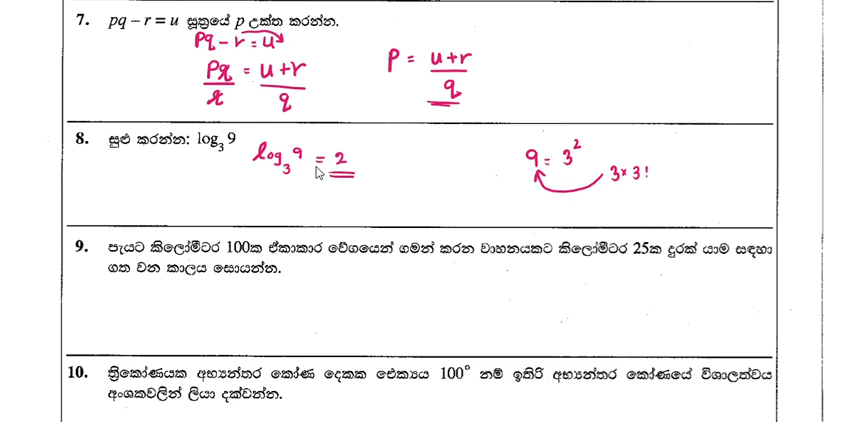 7. pq – r = u සූත්‍රයේ p උක්ත කරන්න.
pq – r = u
pq/q = u + r/q
p = u+r/q
8. සුළු කරන්න: log₃ 9
log₃ 9 = 2
9 = 3²
3 × 3!
9. පැයට කිලෝමීටර 100ක ඒකාකාර වේගයෙන් ගමන් කරන වාහනයකට කිලෝමීටර 25ක දුරක් යාම සඳහා
ගත වන කාලය සොයන්න.
10. ත්‍රිකෝණයක අභ්‍යන්තර කෝණ දෙකක ඓක්‍යය 100° නම් ඉතිරි අභ්‍යන්තර කෝණයේ විශාලත්වය
අංශකවලින් ලියා දක්වන්න.